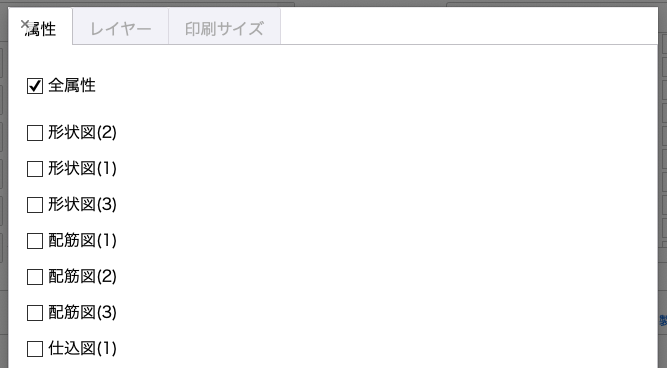 属性 レイヤー 印刷サイズ
全属性
形状図(2)
形状図(1)
形状図(3)
配筋図(1)
配筋図(2)
配筋図(3)
仕込図(1)